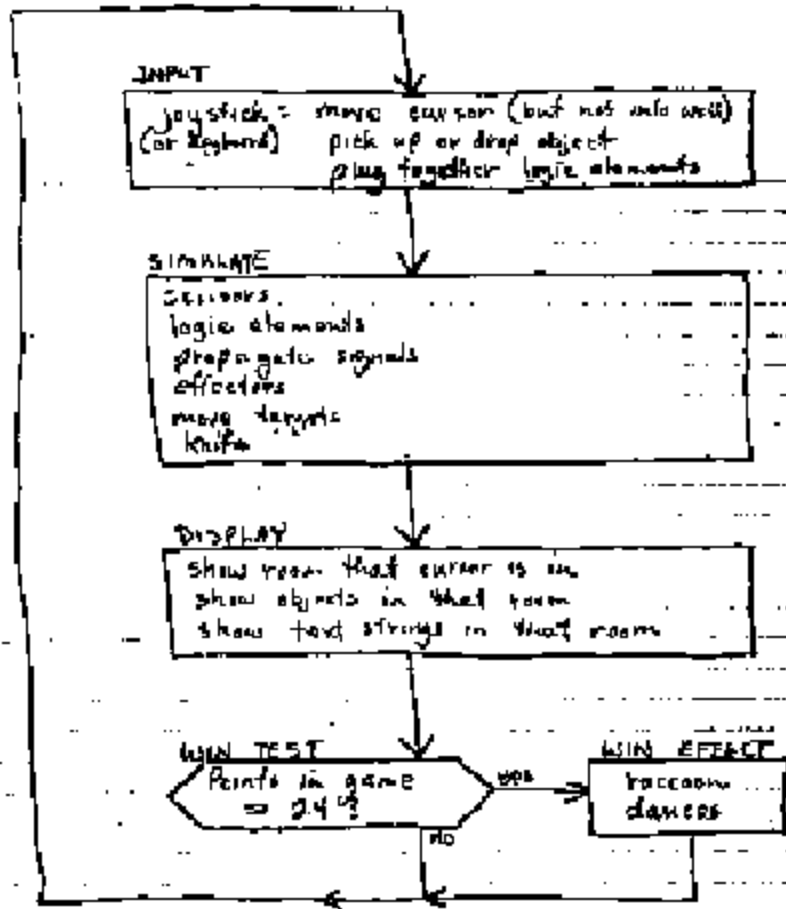 INPUT
joystick = move cursor (but not into wall)
(or keyboard) pick up or drop object
plug together logic elements
SIMULATE
sensors
logic elements
propagate signals
effectors
move targets
knife
DISPLAY
show room that cursor is in
show objects in that room
show text strings in that room
WIN TEST
Points in game
= 24?
yes
no
WIN EFFECT
raccoon
dances